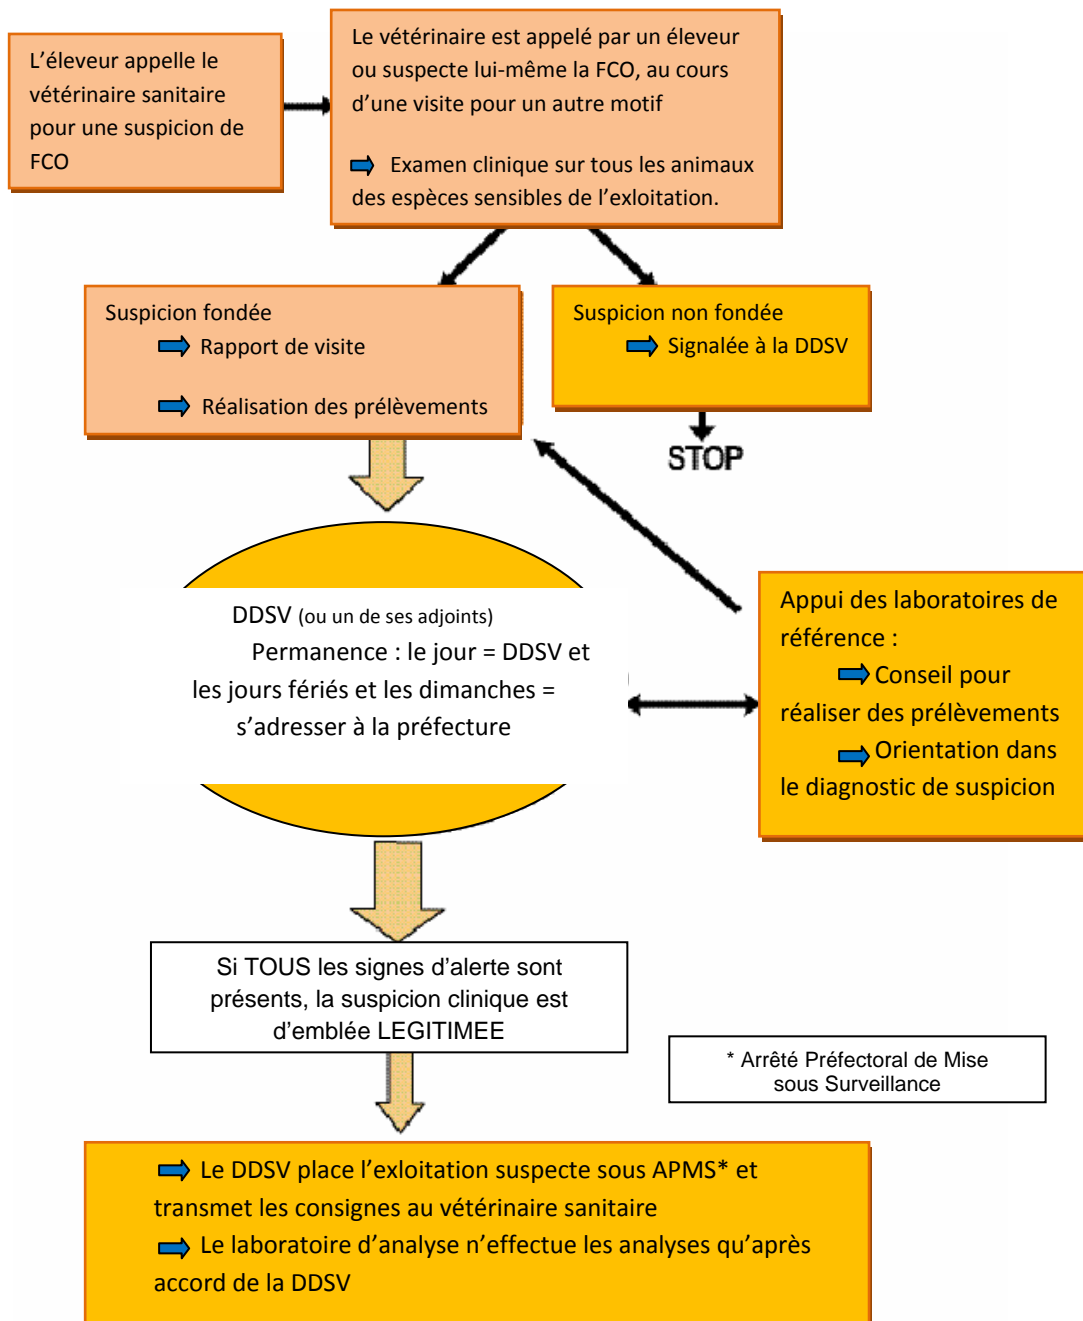 L’éleveur appelle le
vétérinaire sanitaire
pour une suspicion de
FCO
Le vétérinaire est appelé par un éleveur
ou suspecte lui-même la FCO, au cours
d’une visite pour un autre motif
Examen clinique sur tous les animaux
des espèces sensibles de l’exloitation.
Suspicion fondée
Rapport de visite
Réalisation des prélèvements
Suspicion non fondée
Signalée à la DDSV
STOP
DDSV (ou un de ses adjoints)
Permanence : le jour = DDSV et
les jours fériés et les dimanches =
s’adresser à la préfecture
Appui des laboratoires de
référence :
Conseil pour
réaliser des prélèvements
Orientation dans
le diagnostic de suspicion
Si TOUS les signes d’alerte sont
présents, la suspicion clinique est
d’emblée LEGITIMEE
* Arrêté Préfectoral de Mise
sous Surveillance
Le DDSV place l’exloitation suspecte sous APMS* et
transmet les consignes au vétérinaire sanitaire
Le laboratoire d’analyse n’effectue les analyses qu’après
accord de la DDSV